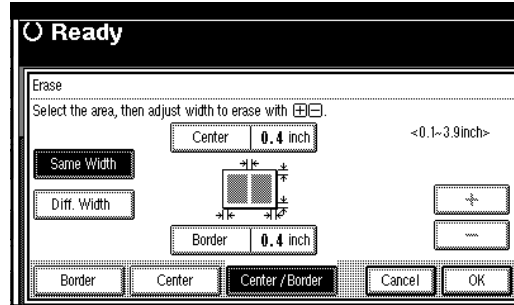 Ready
Erase
Select the area, then adjust width to erase with ⊞⊟.
Center 0.4 inch
<0.1~3.9inch>
Same Width
Diff. Width
+
−
Border 0.4 inch
Border Center Center / Border Cancel OK